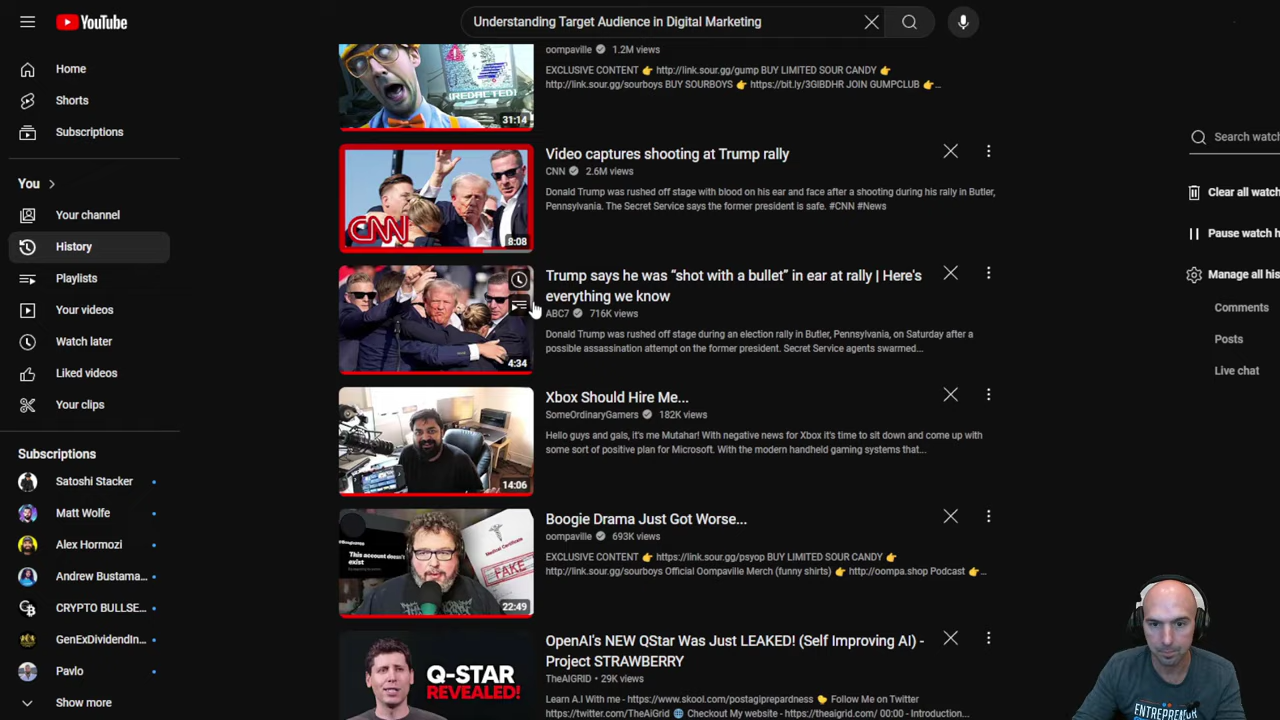 YouTube
Understanding Target Audience in Digital Marketing
Home
Shorts
Subscriptions
You
Your channel
History
Playlists
Your videos
Watch later
Liked videos
Your clips
Subscriptions
Satoshi Stacker
Matt Wolfe
Alex Hormozi
Andrew Bustama...
CRYPTO BULLSE...
GenExDividendIn...
Pavlo
Show more
[REDACTED]
31:14
oompaville 1.2M views
EXCLUSIVE CONTENT 👉 http://link.sour.gg/gump BUY LIMITED SOUR CANDY 👉
http://link.sour.gg/sourboys BUY SOURBOYS 👉 https://bit.ly/3GIBDHR JOIN GUMPCLUB 👉...
CNN
8:08
Video captures shooting at Trump rally
CNN 2.6M views
Donald Trump was rushed off stage with blood on his ear and face after a shooting during his rally in Butler,
Pennsylvania. The Secret Service says the former president is safe. #CNN #News
4:34
Trump says he was “shot with a bullet” in ear at rally | Here's
everything we know
ABC7 716K views
Donald Trump was rushed off stage during an election rally in Butler, Pennsylvania, on Saturday after a
possible assassination attempt on the former president. Secret Service agents swarmed...
14:06
Xbox Should Hire Me...
SomeOrdinaryGamers 182K views
Hello guys and gals, it's me Mutahar! With negative news for Xbox it's time to sit down and come up with
some sort of positive plan for Microsoft. With the modern handheld gaming systems that...
This account doesn't
exist
Medical Certificate
FAKE
22:49
Boogie Drama Just Got Worse...
oompaville 693K views
EXCLUSIVE CONTENT 👉 https://link.sour.gg/psyop BUY LIMITED SOUR CANDY 👉
http://link.sour.gg/sourboys Official Oompaville Merch (funny shirts) 👉 http://oompa.shop Podcast 👉...
Q-STAR
REVEALED!
OpenAI's NEW QStar Was Just LEAKED! (Self Improving AI) -
Project STRAWBERRY
TheAIGRID • 29K views
Learn A.I With me - https://www.skool.com/postagiprepardness 🐤 Follow Me on Twitter
https://twitter.com/TheAiGrid 🌐 Checkout My website - https://theaigrid.com/ 00:00 - Introduction...
Search watc
Clear all watch
Pause watch h
Manage all his
Comments
Posts
Live chat
ENTREPRENEUR